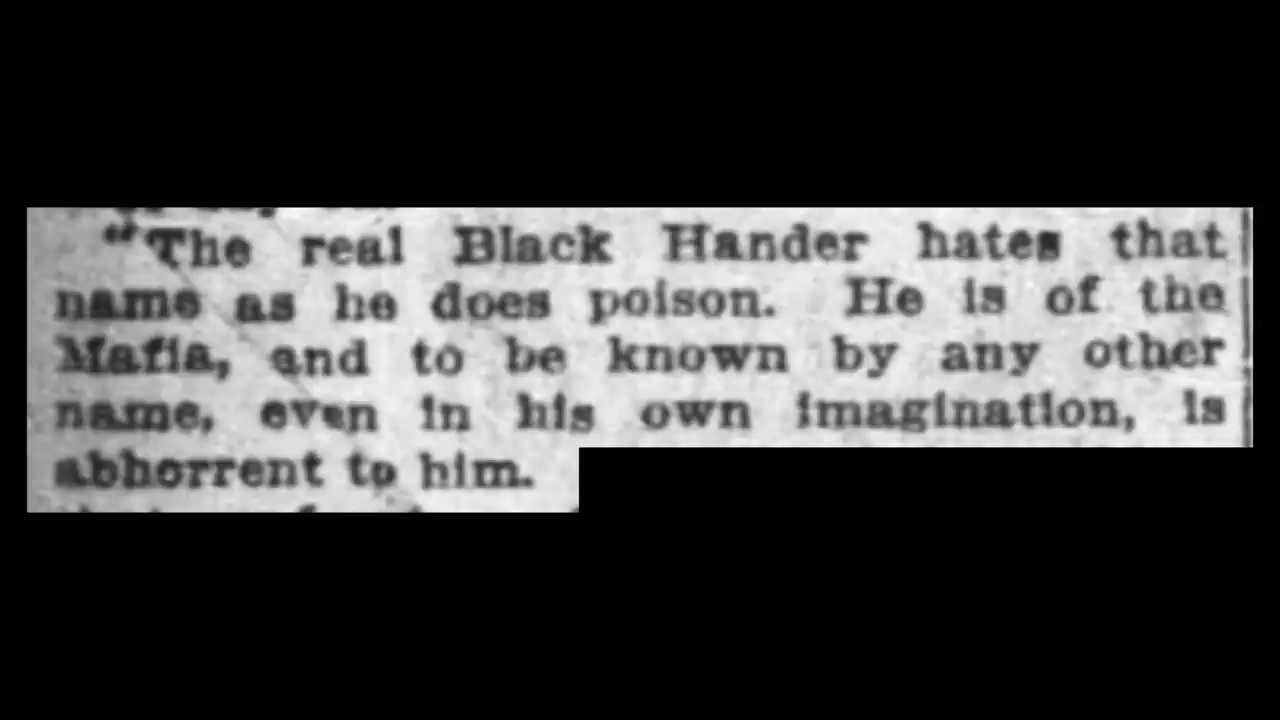 “The real Black Hander hates that
name as he does poison. He is of the
Mafia, and to be known by any other
name, even in his own imagination, is
abhorrent to him.